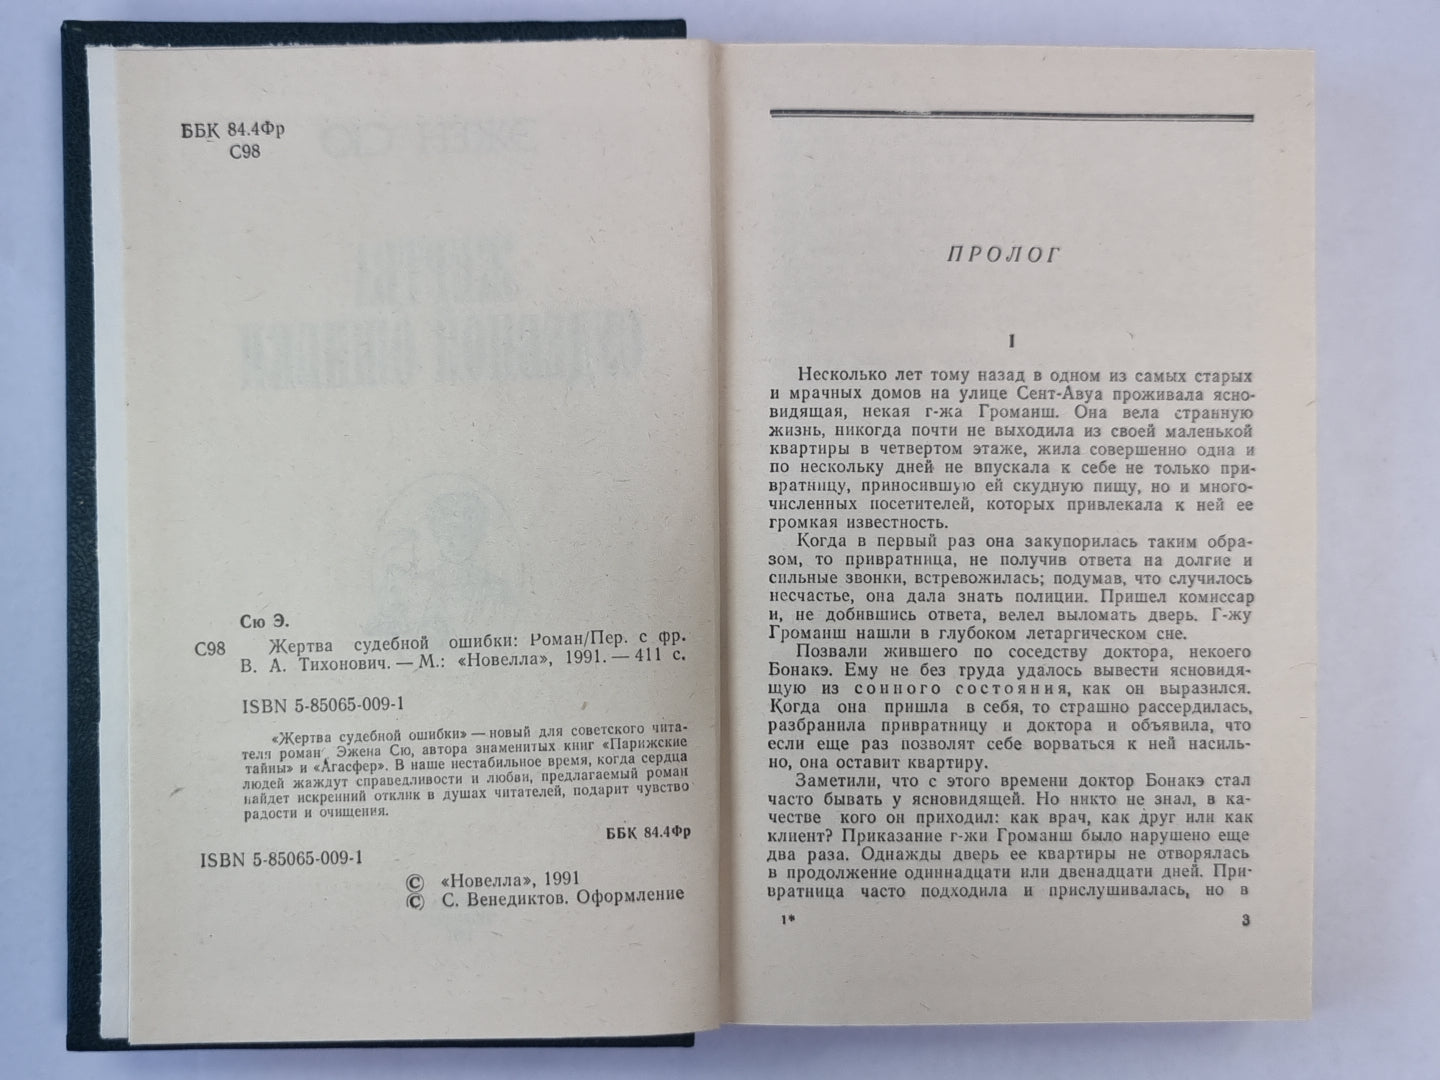 ББК 84.4Фр
С98
Сю Э.
С98 Жертва судебной ошибки: Роман/Пер. с фр.
В. А. Тихонович. — М.: «Новелла», 1991. — 411 с.
ISBN 5-85065-009-1
«Жертва судебной ошибки» — новый для советского чита-
теля роман Эжена Сю, автора знаменитых книг «Парижские
тайны» и «Агасфер». В наше нестабильное время, когда сердца
людей жаждут справедливости и любви, предлагаемый роман
найдет искренний отклик в душах читателей, подарит чувство
радости и очищения.
ББК 84.4Фр
ISBN 5-85065-009-1
© «Новелла», 1991
© С. Венедиктов. Оформление
ПРОЛОГ
I
Несколько лет тому назад в одном из самых старых
и мрачных домов на улице Сент-Авуа проживала ясно-
видящая, некая г-жа Громанш. Она вела странную
жизнь, никогда почти не выходила из своей маленькой
квартиры в четвертом этаже, жила совершенно одна и
по нескольку дней не впускала к себе не только при-
вратницу, приносившую ей скудную пищу, но и много-
численных посетителей, которых привлекала к ней ее
громкая известность.
Когда в первый раз она закупорилась таким обра-
зом, то привратница, не получив ответа на долгие и
сильные звонки, встревожилась; подумав, что случилось
несчастье, она дала знать полиции. Пришел комиссар
и, не добившись ответа, велел выломать дверь. Г-жу
Громанш нашли в глубоком летаргическом сне.
Позвали жившего по соседству доктора, некоего
Бонакэ. Ему не без труда удалось вывести ясновидя-
щую из сонного состояния, как он выразился.
Когда она пришла в себя, то страшно рассердилась,
разбранила привратницу и доктора и объявила, что
если еще раз позволят себе ворваться к ней насиль-
но, она оставит квартиру.
Заметили, что с этого времени доктор Бонакэ стал
часто бывать у ясновидящей. Но никто не знал, в ка-
честве кого он приходил: как врач, как друг или как
клиент? Приказание г-жи Громанш было нарушено еще
два раза. Однажды дверь ее квартиры не отворялась
в продолжение одиннадцати или двенадцати дней. При-
вратница часто подходила и прислушивалась, но в
1* 3